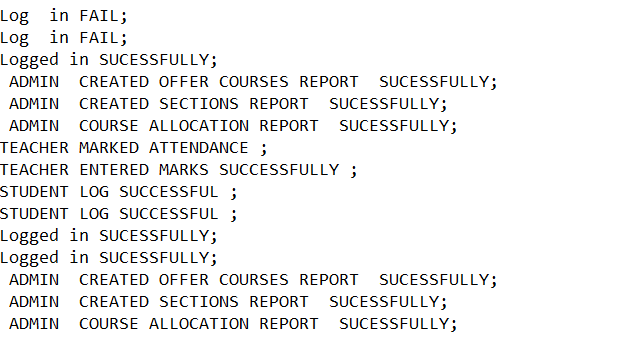 Log  in FAIL;
Log  in FAIL;
Logged in SUCESSFULLY;
 ADMIN  CREATED OFFER COURSES REPORT  SUCESSFULLY;
 ADMIN  CREATED SECTIONS REPORT  SUCESSFULLY;
 ADMIN  COURSE ALLOCATION REPORT  SUCESSFULLY;
TEACHER MARKED ATTENDANCE ;
TEACHER ENTERED MARKS SUCCESSFULLY ;
STUDENT LOG SUCCESSFUL ;
STUDENT LOG SUCCESSFUL ;
Logged in SUCESSFULLY;
Logged in SUCESSFULLY;
 ADMIN  CREATED OFFER COURSES REPORT  SUCESSFULLY;
 ADMIN  CREATED SECTIONS REPORT  SUCESSFULLY;
 ADMIN  COURSE ALLOCATION REPORT  SUCESSFULLY;